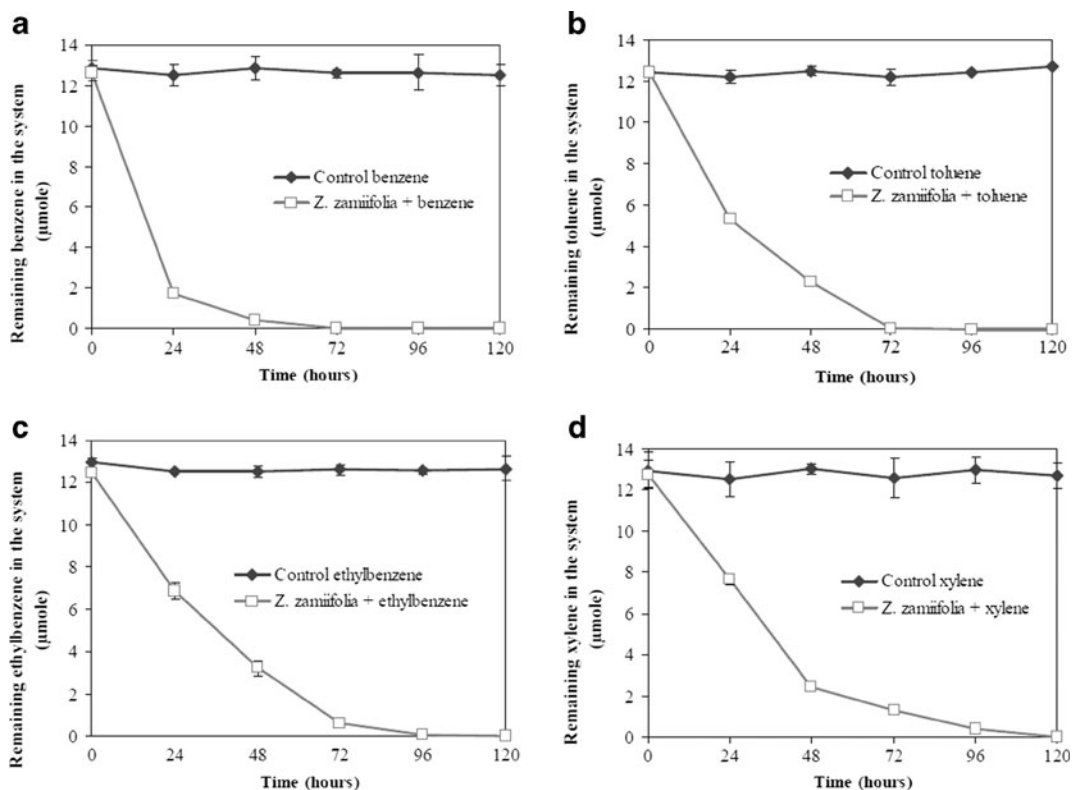 a
Remaining benzene in the system
(µmole)
14
12
10
8
6
4
2
0
Control benzene
Z. zamiifolia + benzene
0 24 48 72 96 120
Time (hours)
b
Remaining toluene in the system
(µmole)
14
12
10
8
6
4
2
0
Control toluene
Z. zamiifolia + toluene
0 24 48 72 96 120
Time (hours)
c
Remaining ethylbenzene in the system
(µmole)
14
12
10
8
6
4
2
0
Control ethylbenzene
Z. zamiifolia + ethylbenzene
0 24 48 72 96 120
Time (hours)
d
Remaining xylene in the system
(µmole)
14
12
10
8
6
4
2
0
Control xylene
Z. zamiifolia + xylene
0 24 48 72 96 120
Time (hours)